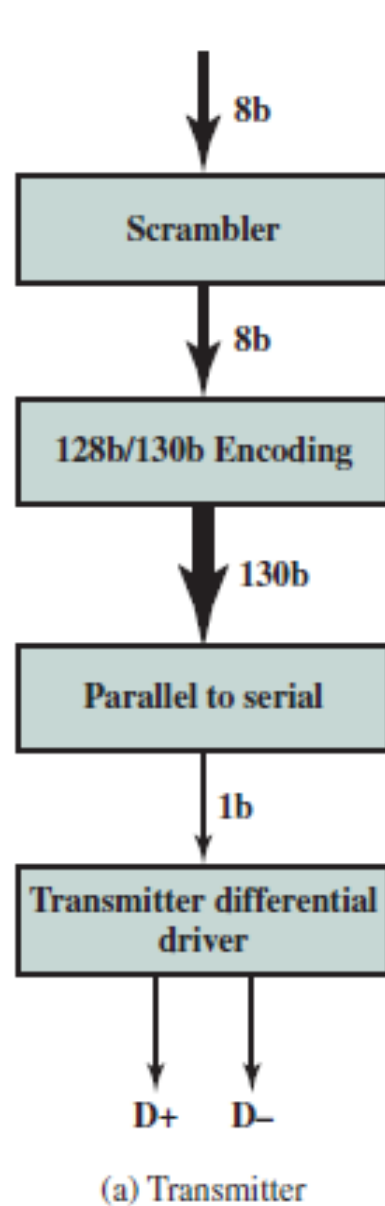 8b
Scrambler
8b
128b/130b Encoding
130b
Parallel to serial
1b
Transmitter differential
driver
D+ D–
(a) Transmitter